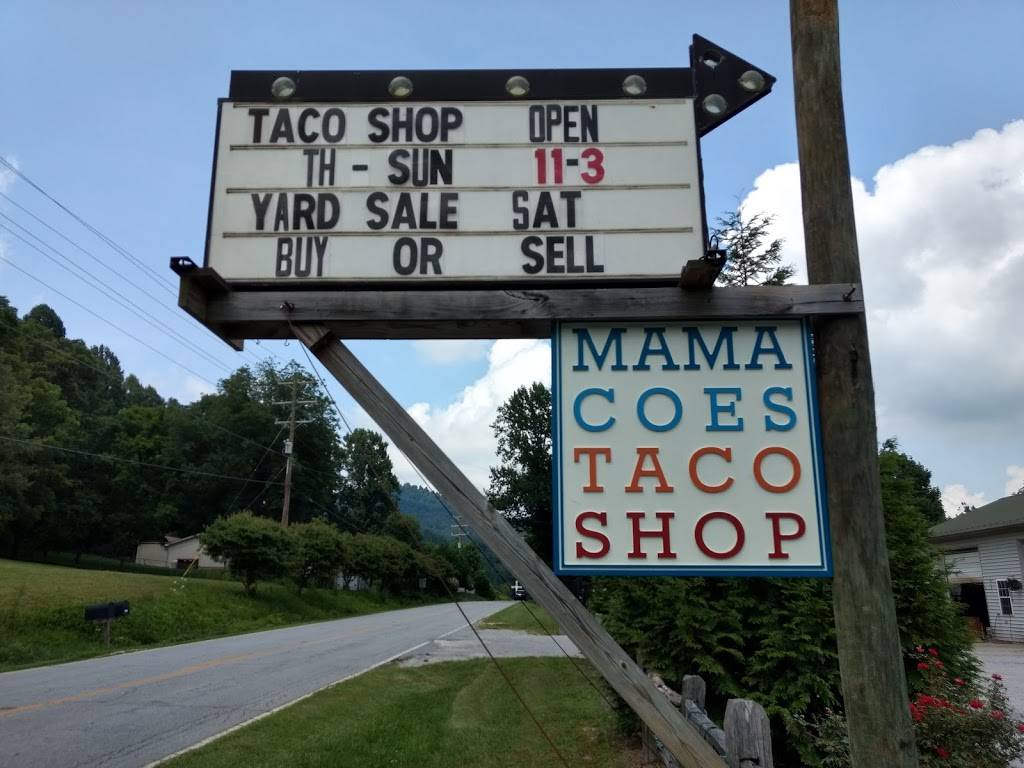 TACO SHOP OPEN
TH - SUN 11-3
YARD SALE SAT
BUY OR SELL
MAMA
COES
TACO
SHOP